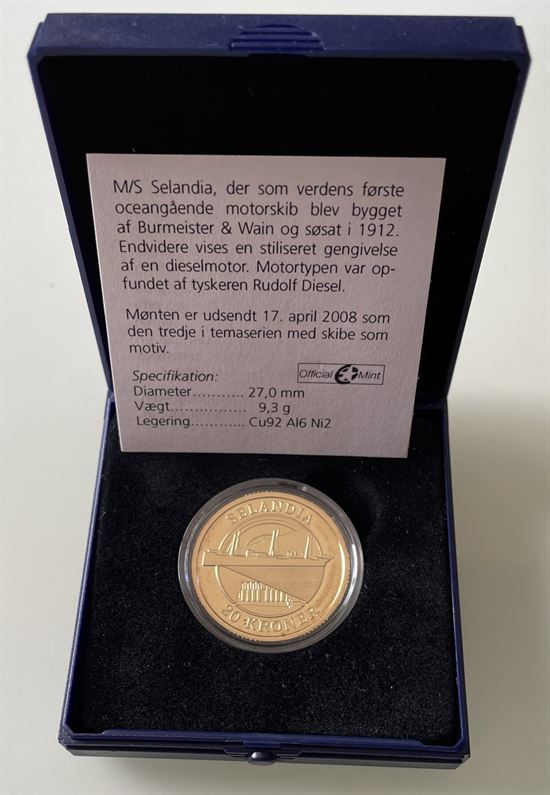 M/S Selandia, der som verdens første
oceangående motorskib blev bygget
af Burmeister & Wain og søsat i 1912.
Endvidere vises en stiliseret gengivelse
af en dieselmotor. Motortypen var op-
fundet af tyskeren Rudolf Diesel.
Mønten er udsendt 17. april 2008 som
den tredje i temaserien med skibe som
motiv.
Specifikation:
Official Mint
Diameter........... 27,0 mm
Vægt................ 9,3 g
Legering........... Cu92 Al6 Ni2
SELANDIA
20 KRONER